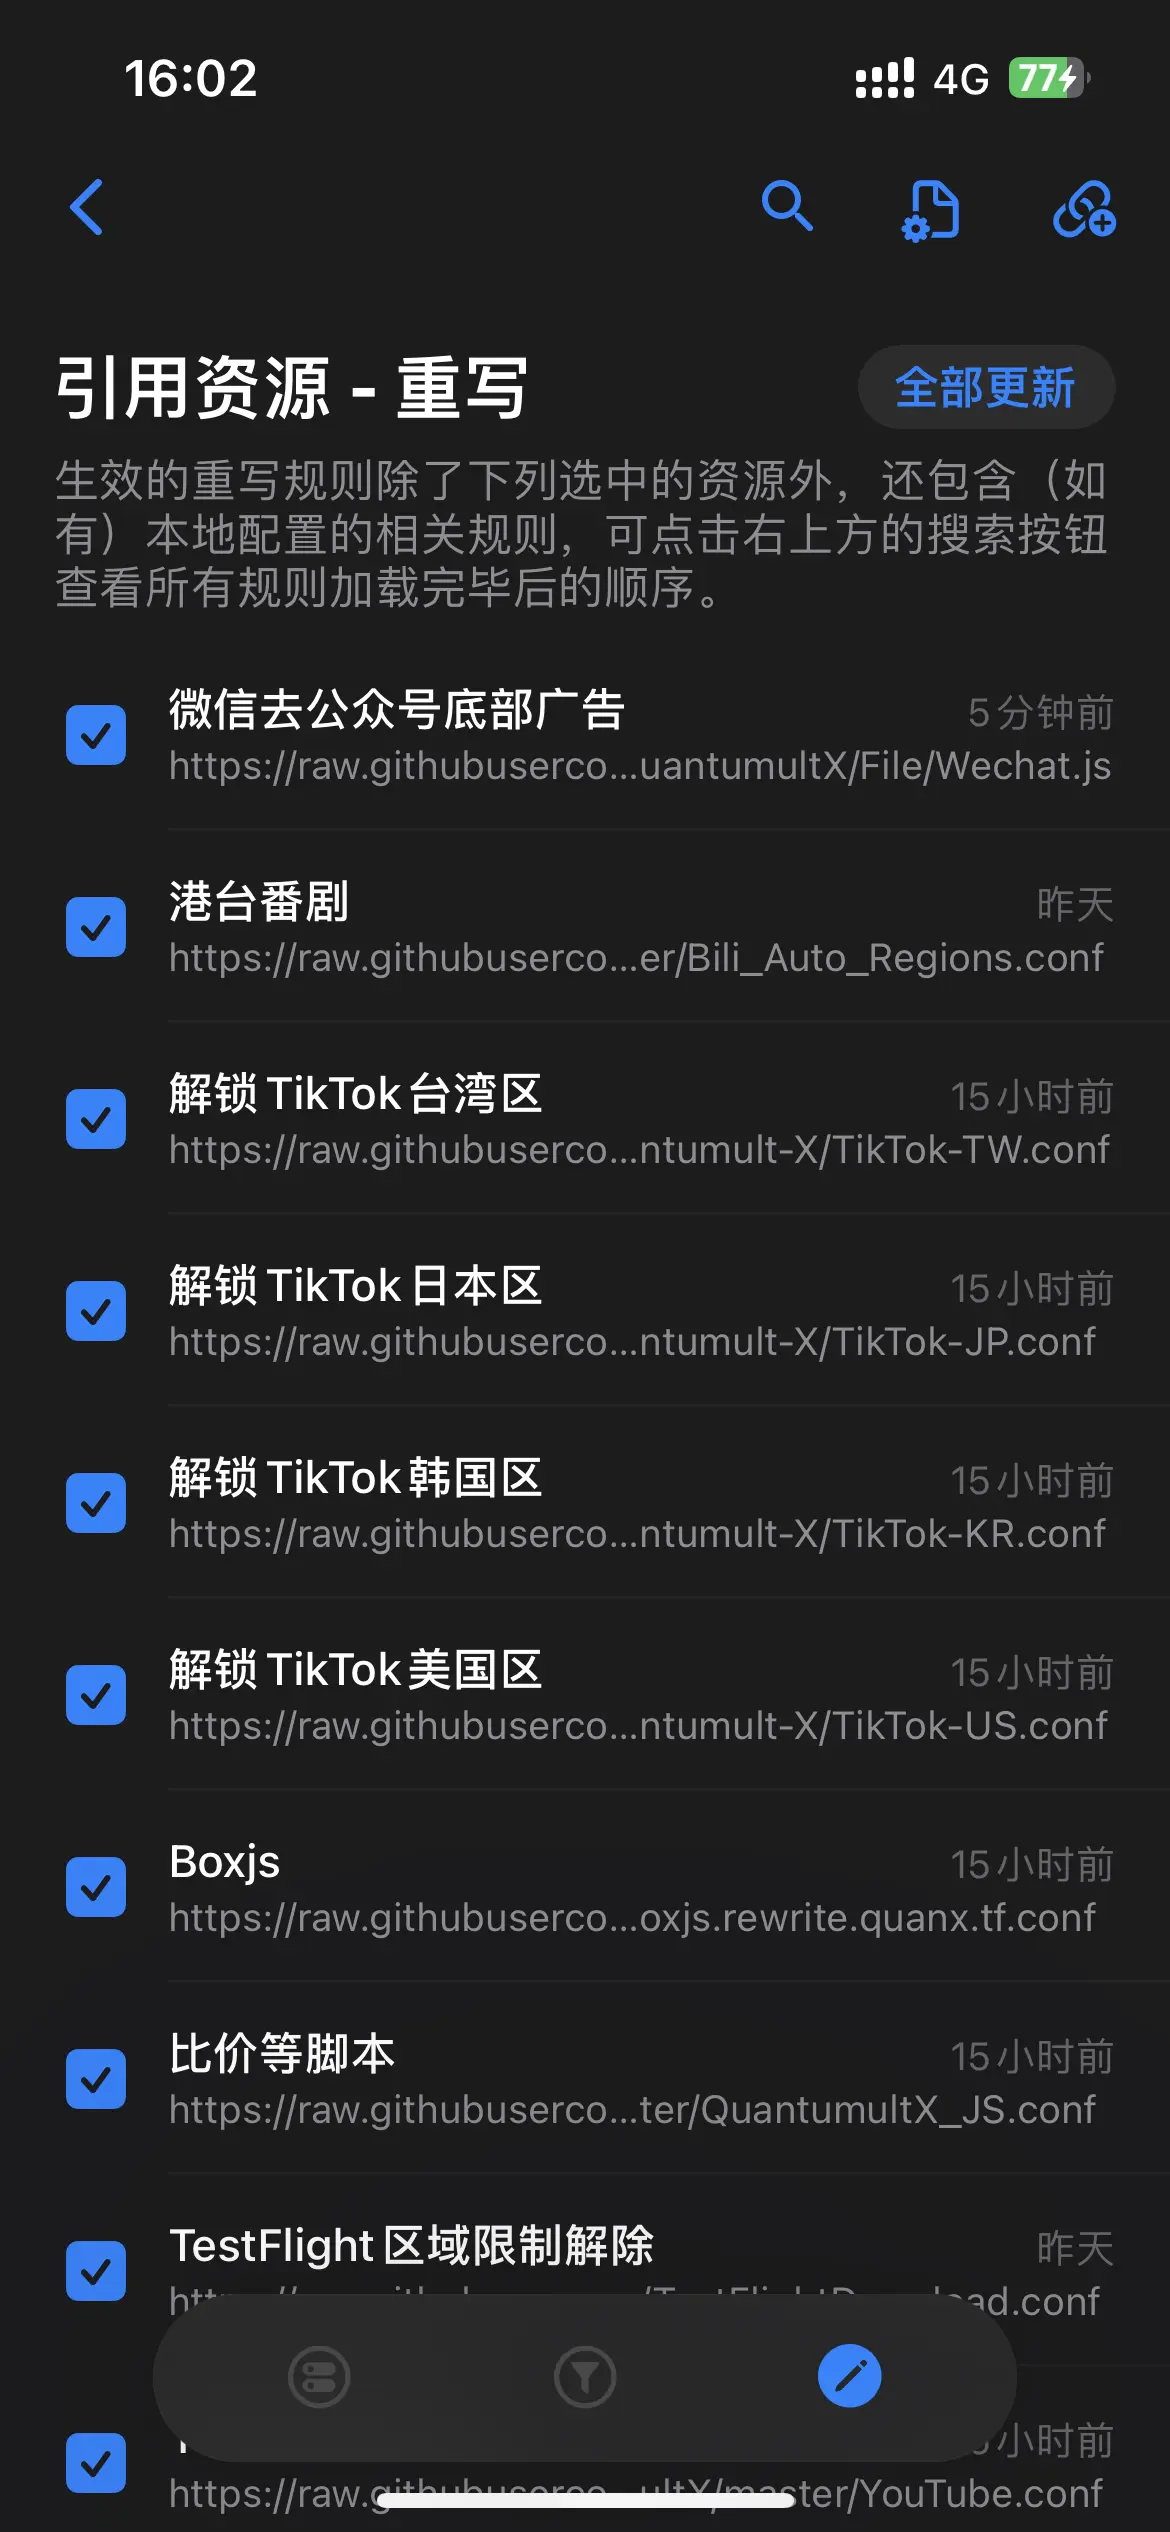 16:02
4G
77
引用资源 - 重写
全部更新
生效的重写规则除了下列选中的资源外，还包含（如
有）本地配置的相关规则，可点击右上方的搜索按钮
查看所有规则加载完毕后的顺序。
微信去公众号底部广告
5分钟前
https://raw.githubuserco...uantumultX/File/Wechat.js
港台番剧
昨天
https://raw.githubuserco...er/Bili_Auto_Regions.conf
解锁TikTok台湾区
15小时前
https://raw.githubuserco...ntumult-X/TikTok-TW.conf
解锁TikTok日本区
15小时前
https://raw.githubuserco...ntumult-X/TikTok-JP.conf
解锁TikTok韩国区
15小时前
https://raw.githubuserco...ntumult-X/TikTok-KR.conf
解锁TikTok美国区
15小时前
https://raw.githubuserco...ntumult-X/TikTok-US.conf
Boxjs
15小时前
https://raw.githubuserco...oxjs.rewrite.quanx.tf.conf
比价等脚本
15小时前
https://raw.githubuserco...ter/QuantumultX_JS.conf
TestFlight区域限制解除
昨天
ad.conf
小时前
https://raw.githubuserco...ultX/master/YouTube.conf